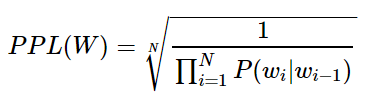 PPL(W) = \sqrt[N]{\frac{1}{\prod_{i=1}^{N} P(w_i|w_{i-1})}}